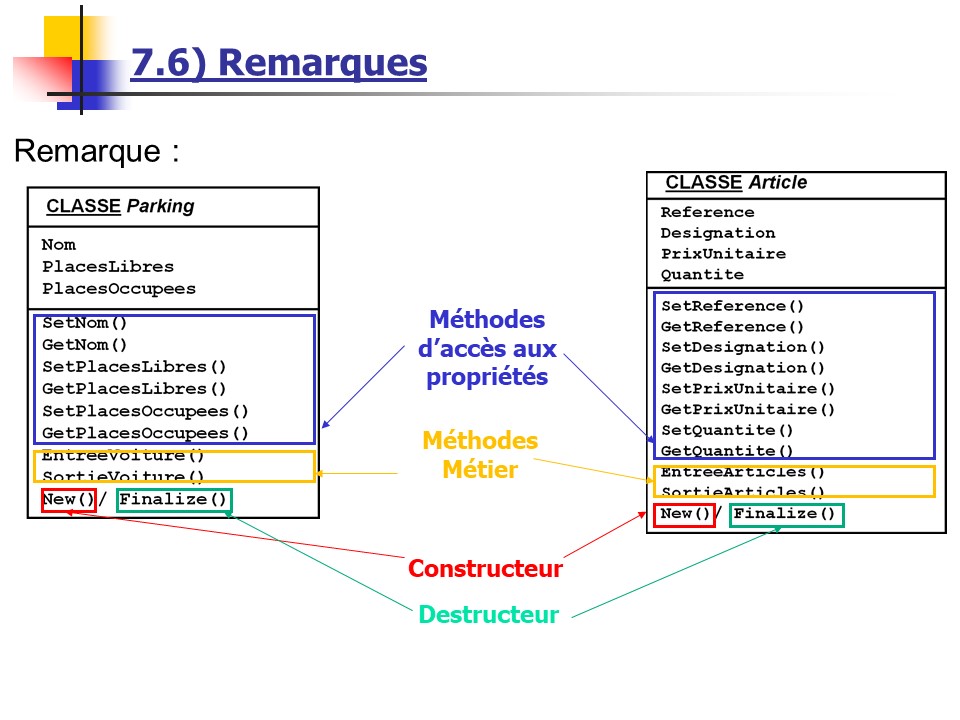 7.6) Remarques
Remarque :
CLASSE Parking
Nom
PlacesLibres
PlacesOccupees
SetNom()
GetNom()
SetPlacesLibres()
GetPlacesLibres()
SetPlacesOccupees()
GetPlacesOccupees()
EntreeVoiture()
SortieVoiture()
New()/ Finalize()
Méthodes
d’accès aux
propriétés
Méthodes
Métier
Constructeur
Destructeur
CLASSE Article
Reference
Designation
PrixUnitaire
Quantite
SetReference()
GetReference()
SetDesignation()
GetDesignation()
SetPrixUnitaire()
GetPrixUnitaire()
SetQuantite()
GetQuantite()
EntreeArticles()
SortieArticles()
New()/ Finalize()